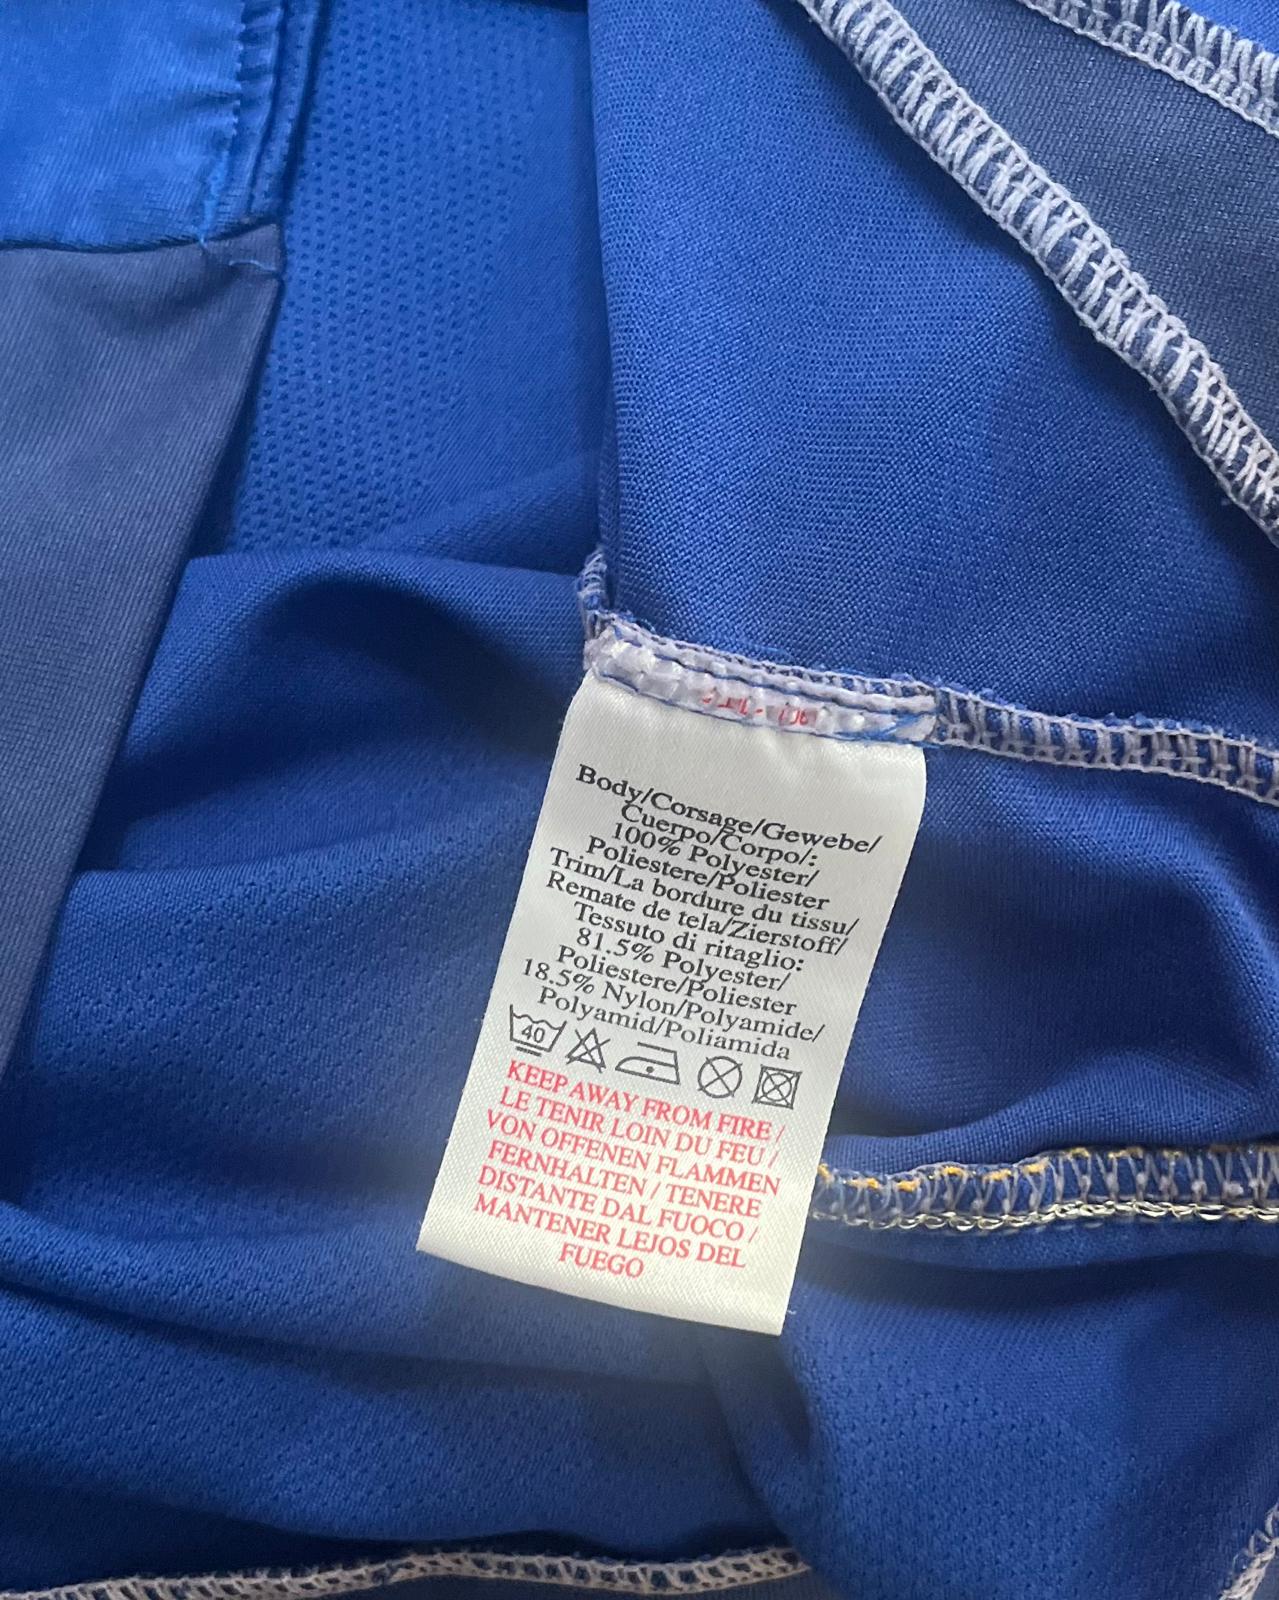 Body/Corsage/Gewebe/
Cuerpo/Corpo/:
100% Polyester/
Poliestere/Poliester
Trim/La bordure du tissu/
Remate de tela/Zierstoff/
Tessuto di ritaglio:
81.5% Polyester/
Poliestere/Poliester
18.5% Nylon/Polyamide/
Polyamid/Poliamida
40
KEEP AWAY FROM FIRE /
LE TENIR LOIN DU FEU /
VON OFFENEN FLAMMEN
FERNHALTEN / TENERE
DISTANTE DAL FUOCO /
MANTENER LEJOS DEL
FUEGO